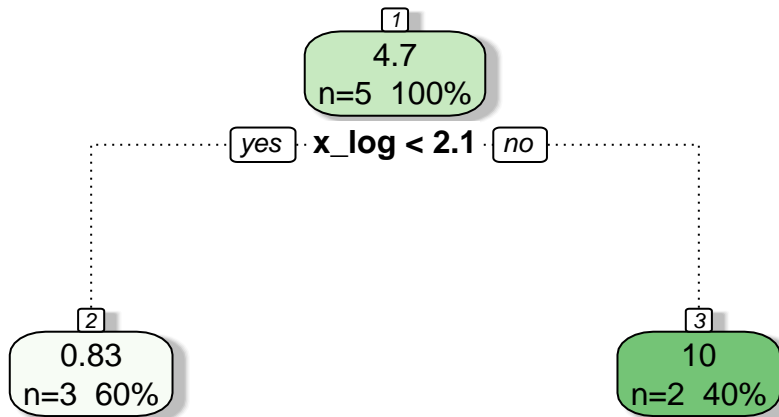 1
4.7
n=5 100%
yes x_log < 2.1 no
2
0.83
n=3 60%
3
10
n=2 40%